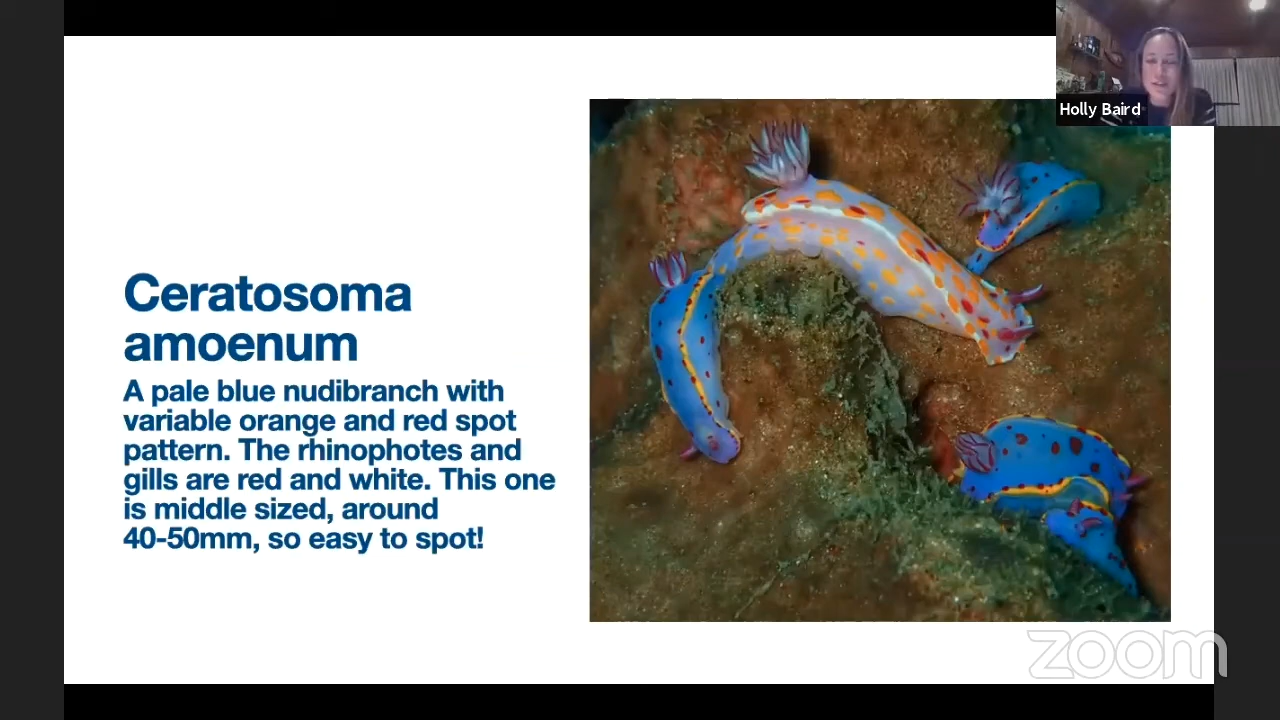 Holly Baird
Ceratosoma
amoenum
A pale blue nudibranch with
variable orange and red spot
pattern. The rhinophotes and
gills are red and white. This one
is middle sized, around
40-50mm, so easy to spot!
zoom